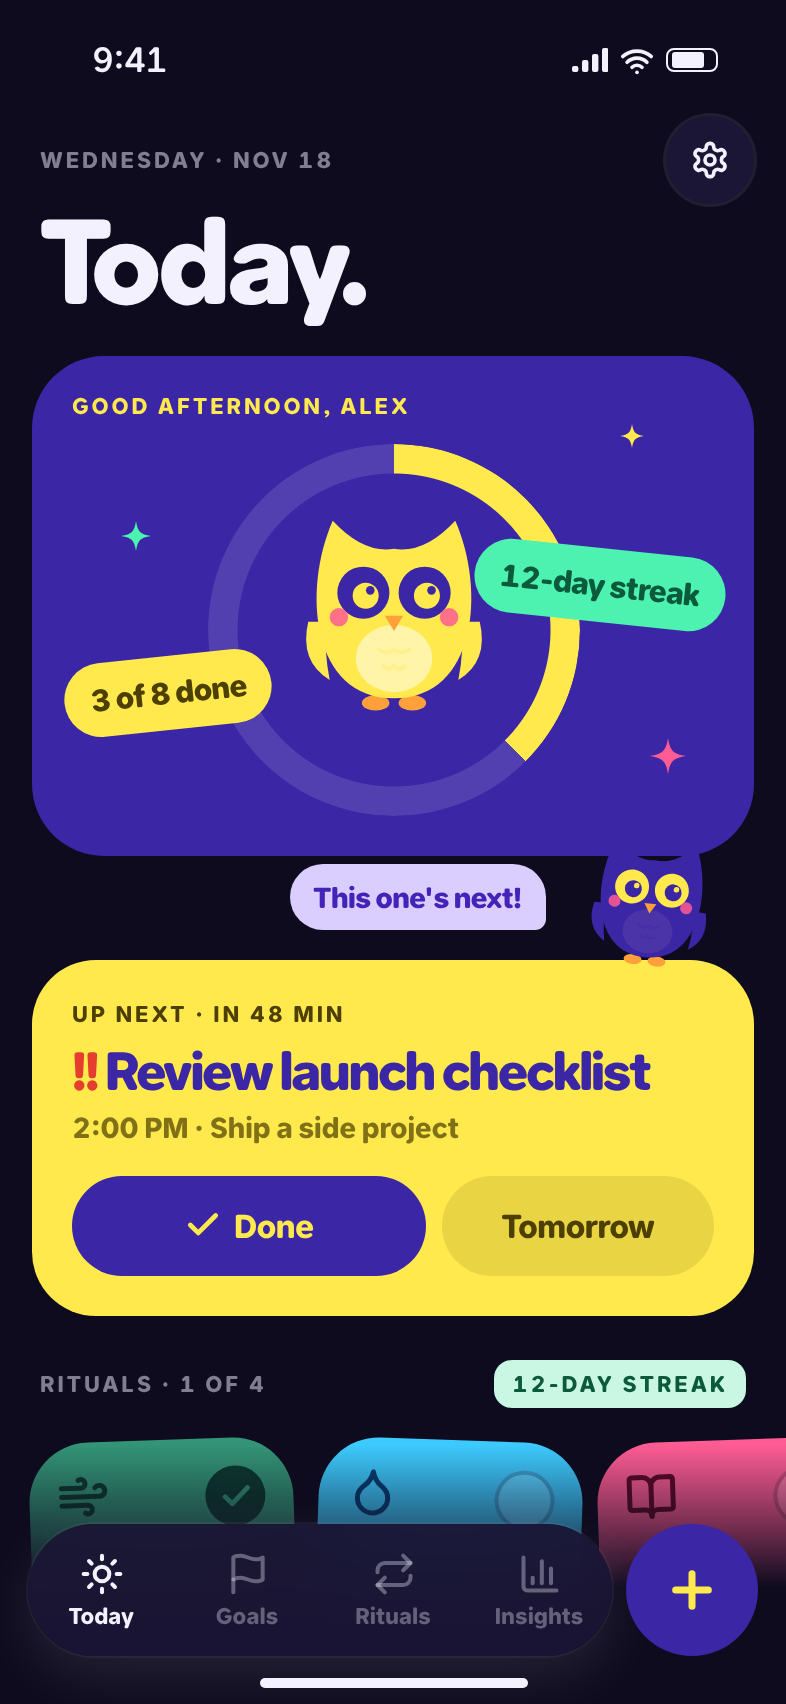 9:41
WEDNESDAY · NOV 18
Today.
GOOD AFTERNOON, ALEX
12-day streak
3 of 8 done
This one's next!
UP NEXT · IN 48 MIN
!! Review launch checklist
2:00 PM · Ship a side project
Done
Tomorrow
RITUALS · 1 OF 4
12-DAY STREAK
Today
Goals
Rituals
Insights